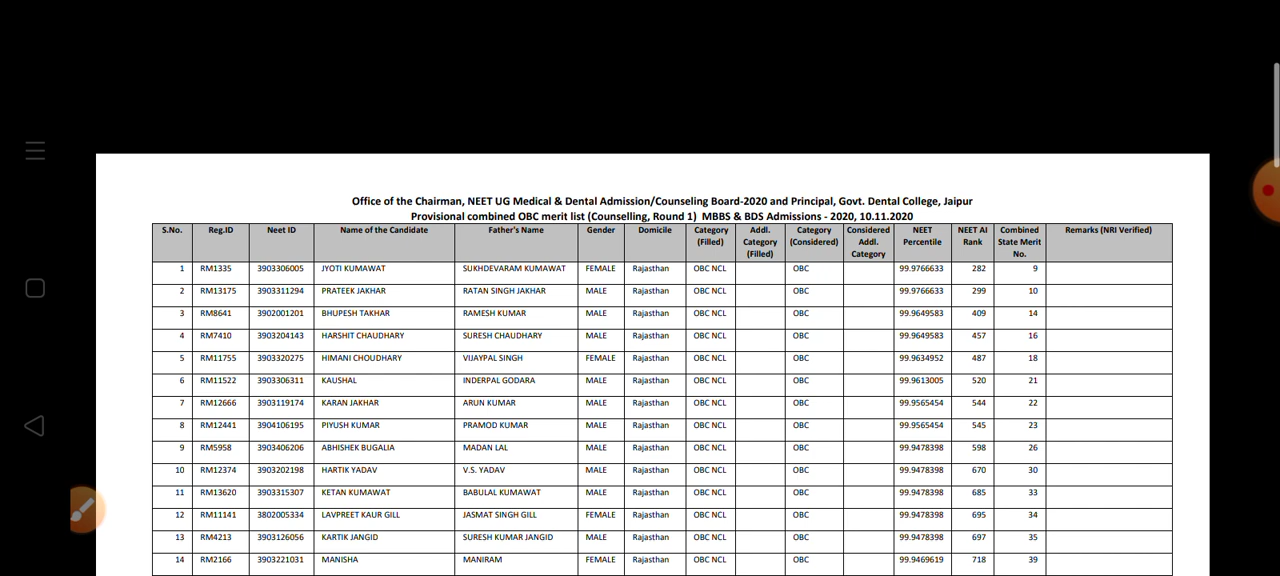 Office of the Chairman, NEET UG Medical & Dental Admission/Counseling Board-2020 and Principal, Govt. Dental College, Jaipur
Provisional combined OBC merit list (Counselling, Round 1) MBBS & BDS Admissions - 2020, 10.11.2020
S.No. Reg.ID Neet ID Name of the Candidate Father's Name Gender Domicile Category (Filled) Addl. Category (Filled) Category (Considered) Considered Addl. Category NEET Percentile NEET AI Rank Combined State Merit No. Remarks (NRI Verified)
1 RM1335 3903306005 JYOTI KUMAWAT SUKHDEVARAM KUMAWAT FEMALE Rajasthan OBC NCL OBC 99.9766633 282 9
2 RM13175 3903311294 PRATEEK JAKHAR RATAN SINGH JAKHAR MALE Rajasthan OBC NCL OBC 99.9766633 299 10
3 RM8641 3902001201 BHUPESH TAKHAR RAMESH KUMAR MALE Rajasthan OBC NCL OBC 99.9649583 409 14
4 RM7410 3903204143 HARSHIT CHAUDHARY SURESH CHAUDHARY MALE Rajasthan OBC NCL OBC 99.9649583 457 16
5 RM11755 3903320275 HIMANI CHOUDHARY VIJAYPAL SINGH FEMALE Rajasthan OBC NCL OBC 99.9634952 487 18
6 RM11522 3903306311 KAUSHAL INDERPAL GODARA MALE Rajasthan OBC NCL OBC 99.9613005 520 21
7 RM12666 3903119174 KARAN JAKHAR ARUN KUMAR MALE Rajasthan OBC NCL OBC 99.9565454 544 22
8 RM12441 3904106195 PIYUSH KUMAR PRAMOD KUMAR MALE Rajasthan OBC NCL OBC 99.9565454 545 23
9 RM5958 3903406206 ABHISHEK BUGALIA MADAN LAL MALE Rajasthan OBC NCL OBC 99.9478398 598 26
10 RM12374 3903202198 HARTIK YADAV V.S. YADAV MALE Rajasthan OBC NCL OBC 99.9478398 670 30
11 RM13620 3903315307 KETAN KUMAWAT BABULAL KUMAWAT MALE Rajasthan OBC NCL OBC 99.9478398 685 33
12 RM11141 3802005334 LAVPREET KAUR GILL JASMAT SINGH GILL FEMALE Rajasthan OBC NCL OBC 99.9478398 695 34
13 RM4213 3903126056 KARTIK JANGID SURESH KUMAR JANGID MALE Rajasthan OBC NCL OBC 99.9478398 697 35
14 RM2166 3903221031 MANISHA MANIRAM FEMALE Rajasthan OBC NCL OBC 99.9469619 718 39